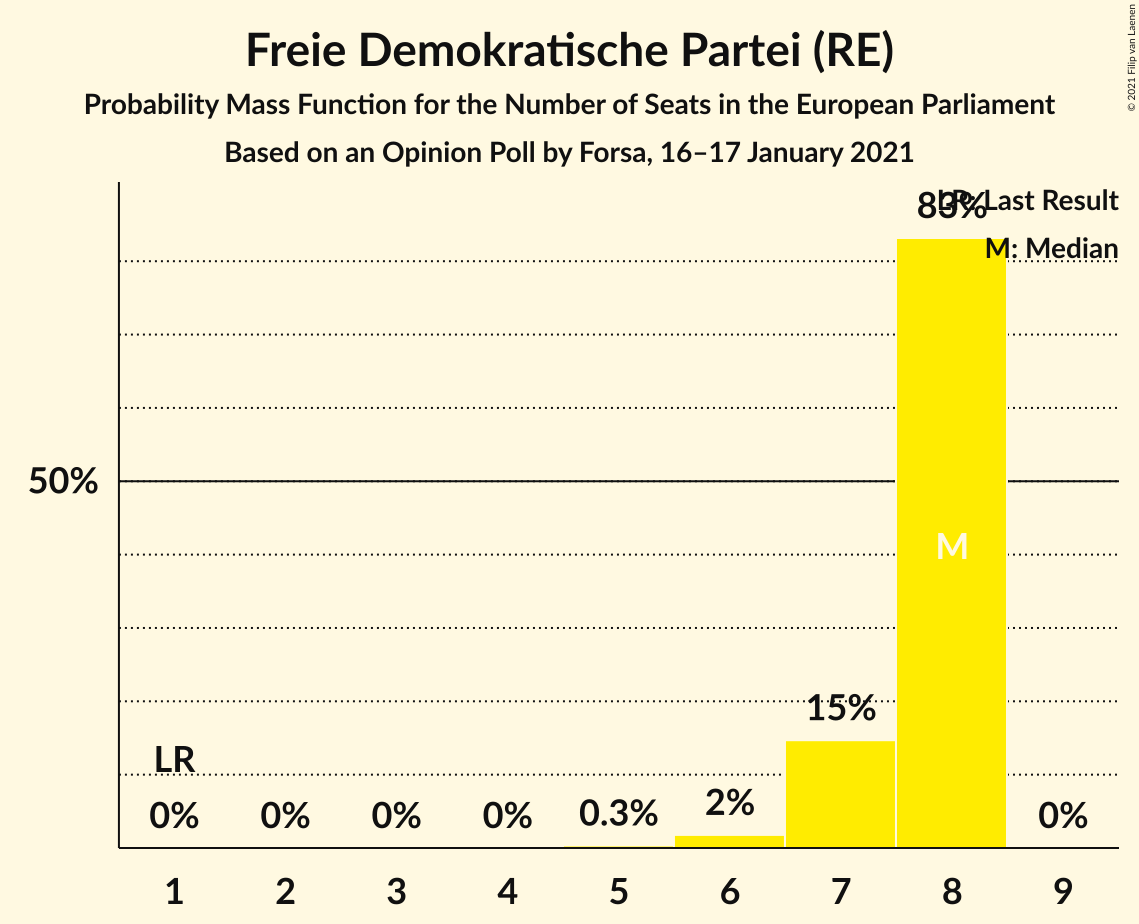 Freie Demokratische Partei (RE)
Probability Mass Function for the Number of Seats in the European Parliament
Based on an Opinion Poll by Forsa, 16–17 January 2021
© 2021 Filip van Laenen
LR: Last Result
M: Median
83%
50%
M
15%
LR
0% 0% 0% 0% 0.3% 2% 0%
1 2 3 4 5 6 7 8 9